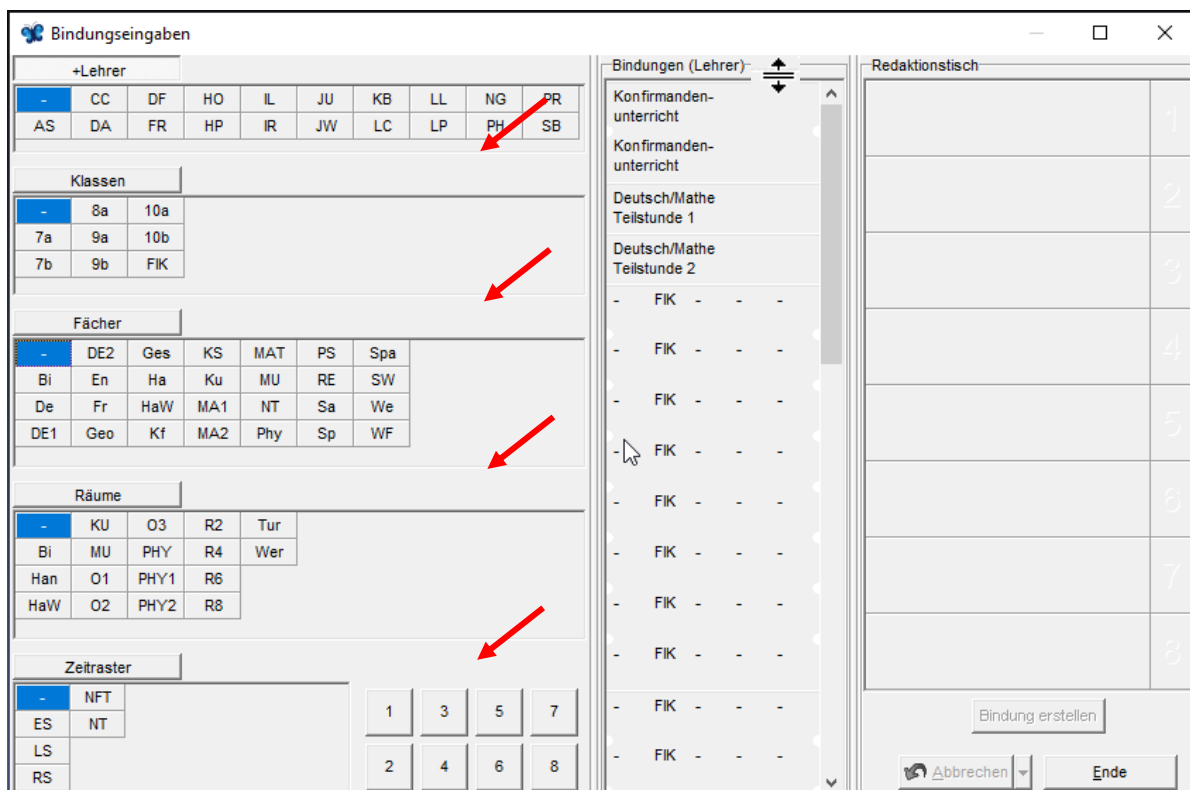 Bindungseingaben
+Lehrer
- CC DF HO IL JU KB LL NG PR
AS DA FR HP IR JW LC LP PH SB
Klassen
- 8a 10a
7a 9a 10b
7b 9b FIK
Fächer
- DE2 Ges KS MAT PS Spa
Bi En Ha Ku MU RE SW
De Fr HaW MA1 NT Sa We
DE1 Geo Kf MA2 Phy Sp WF
Räume
- KU O3 R2 Tur
Bi MU PHY R4 Wer
Han O1 PHY1 R6
HaW O2 PHY2 R8
Zeitraster
- NFT
ES NT
LS
RS
1 3 5 7
2 4 6 8
Bindungen (Lehrer)
Konfirmanden-
unterricht
Konfirmanden-
unterricht
Deutsch/Mathe
Teilstunde 1
Deutsch/Mathe
Teilstunde 2
- FIK - - -
- FIK - - -
- FIK - - -
- FIK - - -
- FIK - - -
- FIK - - -
- FIK - - -
- FIK - - -
- FIK - - -
- FIK - - -
Redaktionstisch
1
2
3
4
5
6
7
8
Bindung erstellen
Abbrechen
Ende